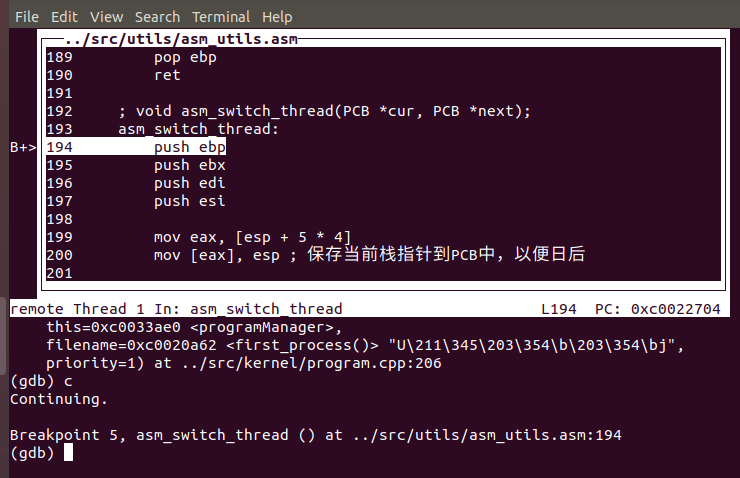 File Edit View Search Terminal Help
../src/utils/asm_utils.asm
189 pop ebp
190 ret
191
192 ; void asm_switch_thread(PCB *cur, PCB *next);
193 asm_switch_thread:
B+> 194 push ebp
195 push ebx
196 push edi
197 push esi
198
199 mov eax, [esp + 5 * 4]
200 mov [eax], esp ; 保存当前栈指针到PCB中，以便日后
201
remote Thread 1 In: asm_switch_thread L194 PC: 0xc0022704
this=0xc0033ae0 <programManager>,
filename=0xc0020a62 <first_process()> "U\211\345\203\354\b\203\354\bj",
priority=1) at ../src/kernel/program.cpp:206
(gdb) c
Continuing.
Breakpoint 5, asm_switch_thread () at ../src/utils/asm_utils.asm:194
(gdb)